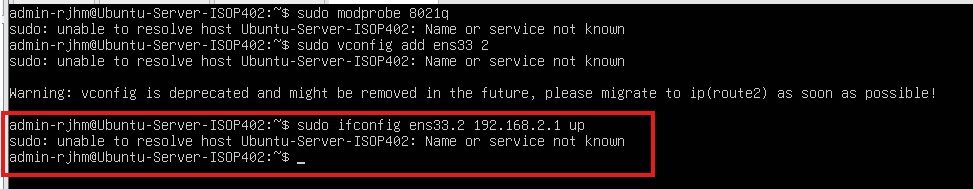 admin-rjhm@Ubuntu-Server-ISOP402:~$ sudo modprobe 8021q
sudo: unable to resolve host Ubuntu-Server-ISOP402: Name or service not known
admin-rjhm@Ubuntu-Server-ISOP402:~$ sudo vconfig add ens33 2
sudo: unable to resolve host Ubuntu-Server-ISOP402: Name or service not known
Warning: vconfig is deprecated and might be removed in the future, please migrate to ip(route2) as soon as possible!
admin-rjhm@Ubuntu-Server-ISOP402:~$ sudo ifconfig ens33.2 192.168.2.1 up
sudo: unable to resolve host Ubuntu-Server-ISOP402: Name or service not known
admin-rjhm@Ubuntu-Server-ISOP402:~$ _